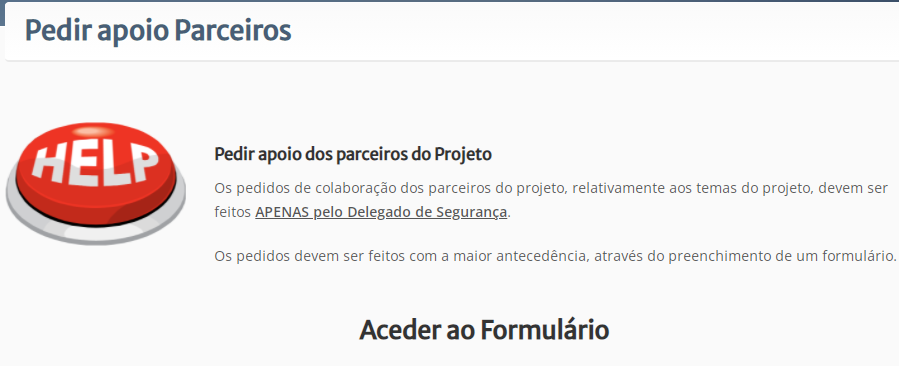 Pedir apoio Parceiros
HELP
Pedir apoio dos parceiros do Projeto
Os pedidos de colaboração dos parceiros do projeto, relativamente aos temas do projeto, devem ser
feitos APENAS pelo Delegado de Segurança.
Os pedidos devem ser feitos com a maior antecedência, através do preenchimento de um formulário.
Aceder ao Formulário